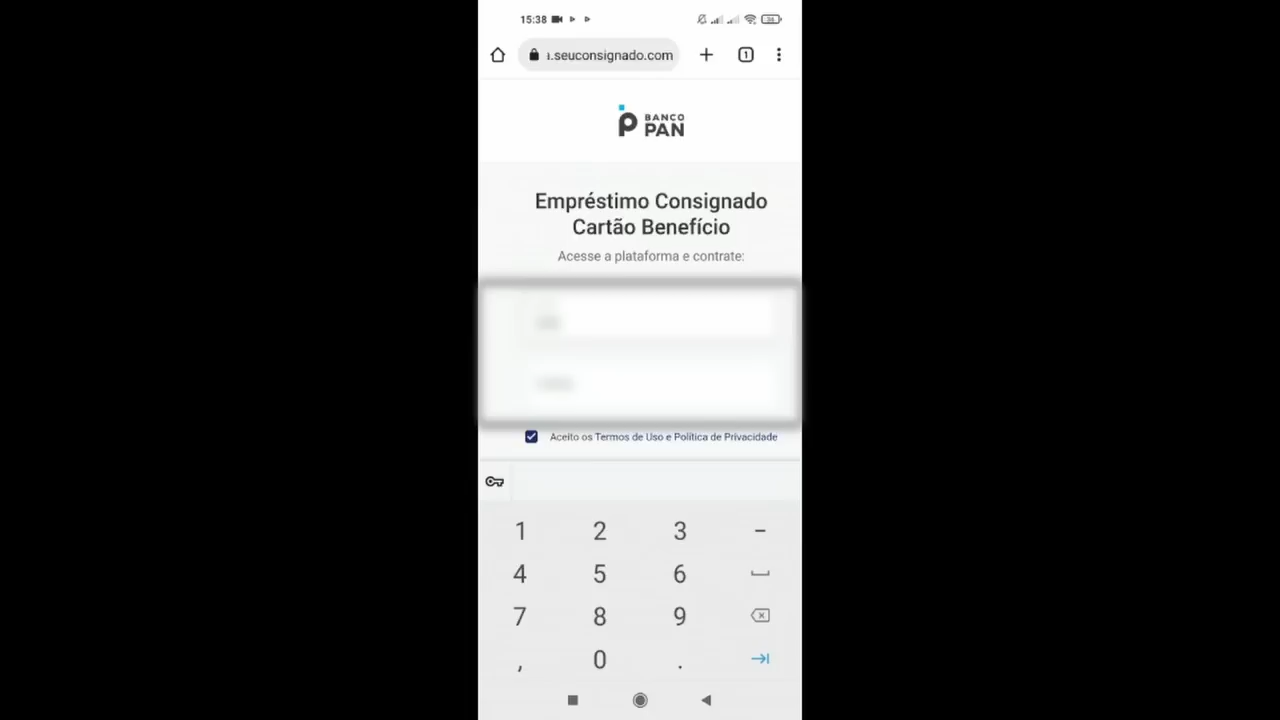 15:38
.seuconsignado.com
1
BANCO
PAN
Empréstimo Consignado
Cartão Benefício
Acesse a plataforma e contrate:
Aceito os Termos de Uso e Política de Privacidade
1 2 3 -
4 5 6
7 8 9
, 0 .